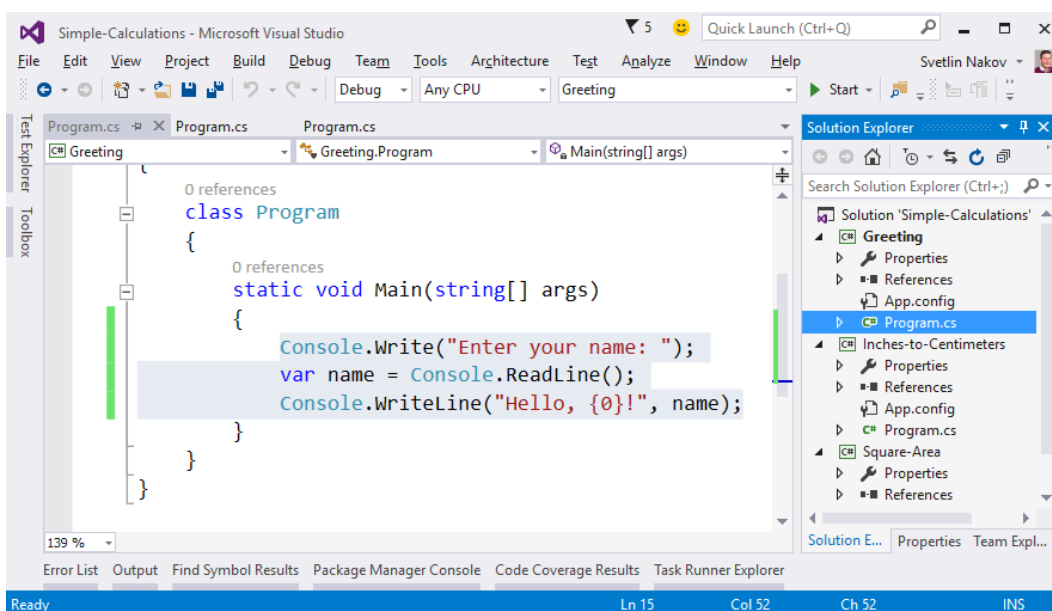 Simple-Calculations - Microsoft Visual Studio
5
Quick Launch (Ctrl+Q)
File Edit View Project Build Debug Team Tools Architecture Test Analyze Window Help
Svetlin Nakov
Debug
Any CPU
Greeting
Start
Test Explorer
Toolbox
Program.cs
Program.cs
Program.cs
C# Greeting
Greeting.Program
Main(string[] args)
{
0 references
class Program
{
0 references
static void Main(string[] args)
{
Console.Write("Enter your name: ");
var name = Console.ReadLine();
Console.WriteLine("Hello, {0}!", name);
}
}
}
139 %
Solution Explorer
Search Solution Explorer (Ctrl+;)
Solution 'Simple-Calculations'
C# Greeting
Properties
References
App.config
C# Program.cs
C# Inches-to-Centimeters
Properties
References
App.config
C# Program.cs
C# Square-Area
Properties
References
Solution E... Properties Team Expl...
Error List Output Find Symbol Results Package Manager Console Code Coverage Results Task Runner Explorer
Ready Ln 15 Col 52 Ch 52 INS